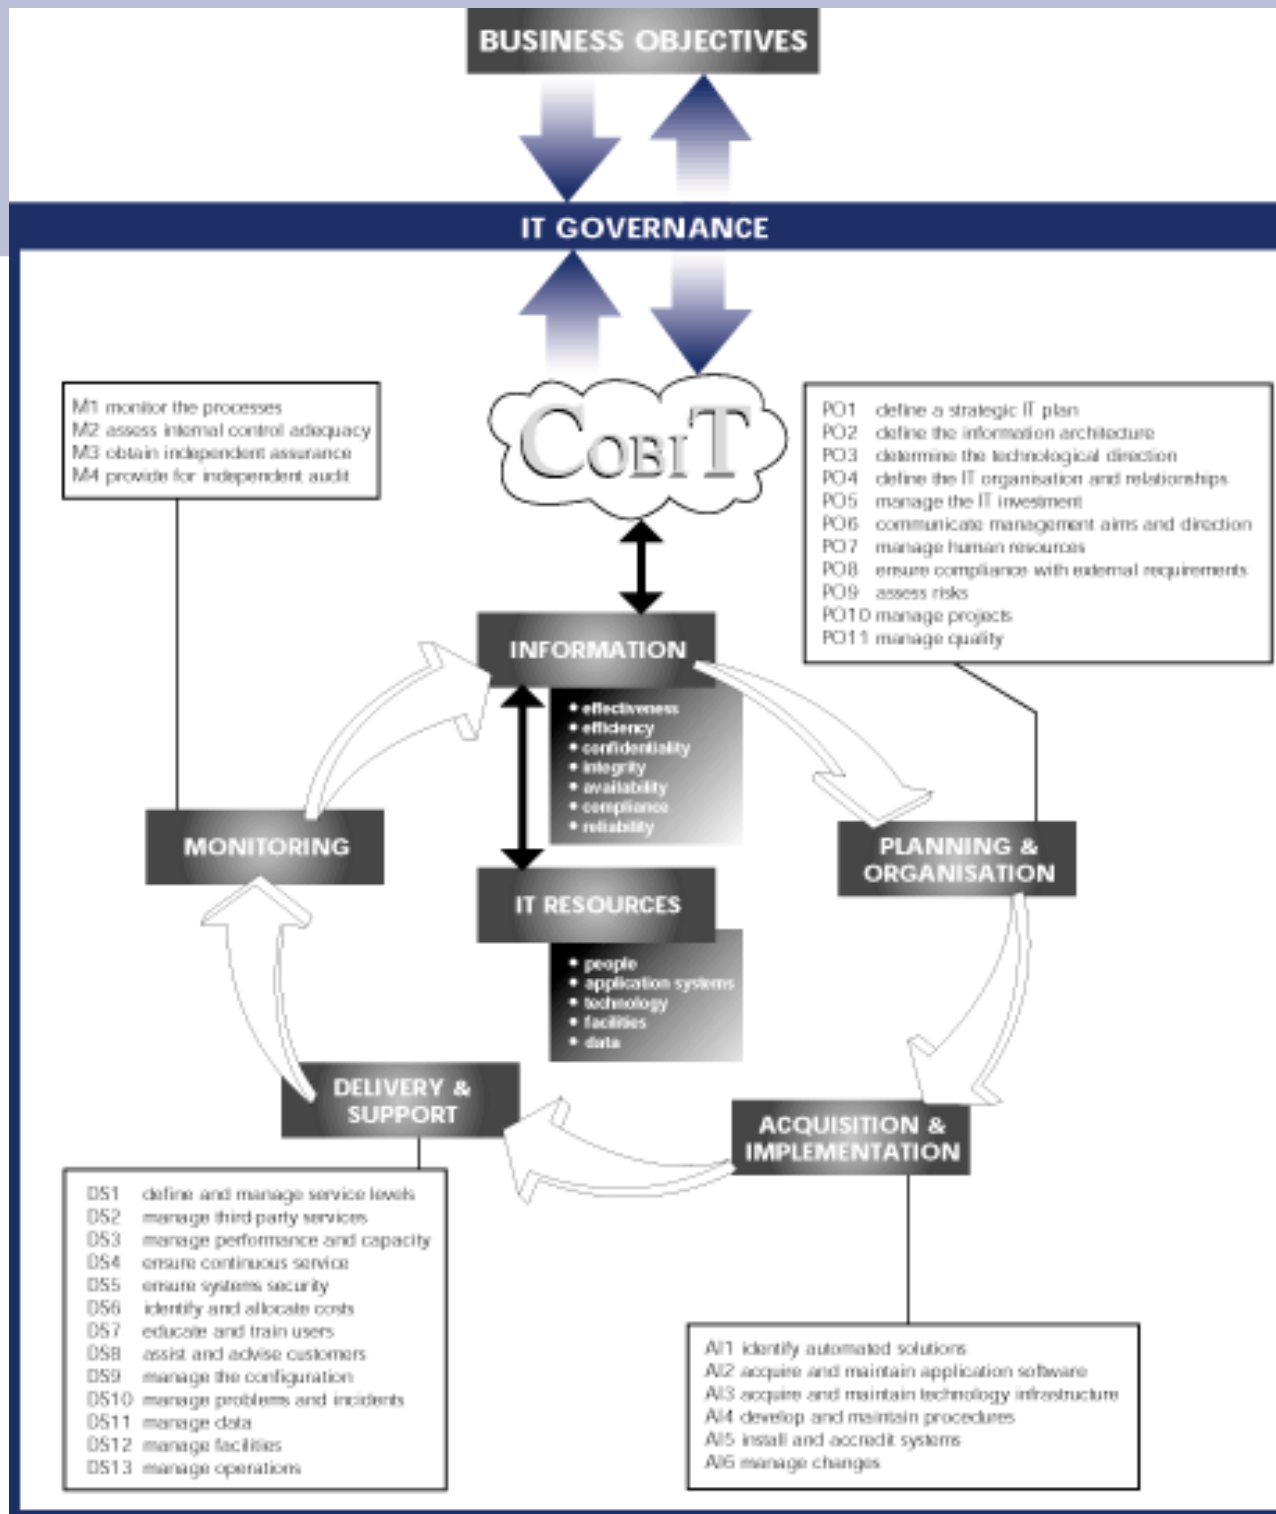 BUSINESS OBJECTIVES
IT GOVERNANCE
COBIT
M1 monitor the processes
M2 assess internal control adequacy
M3 obtain independent assurance
M4 provide for independent audit
PO1 define a strategic IT plan
PO2 define the information architecture
PO3 determine the technological direction
PO4 define the IT organisation and relationships
PO5 manage the IT investment
PO6 communicate management aims and direction
PO7 manage human resources
PO8 ensure compliance with external requirements
PO9 assess risks
PO10 manage projects
PO11 manage quality
INFORMATION
• effectiveness
• efficiency
• confidentiality
• integrity
• availability
• compliance
• reliability
MONITORING
PLANNING &
ORGANISATION
IT RESOURCES
• people
• application systems
• technology
• facilities
• data
DELIVERY &
SUPPORT
ACQUISITION &
IMPLEMENTATION
DS1 define and manage service levels
DS2 manage third-party services
DS3 manage performance and capacity
DS4 ensure continuous service
DS5 ensure systems security
DS6 identify and allocate costs
DS7 educate and train users
DS8 assist and advise customers
DS9 manage the configuration
DS10 manage problems and incidents
DS11 manage data
DS12 manage facilities
DS13 manage operations
AI1 identify automated solutions
AI2 acquire and maintain application software
AI3 acquire and maintain technology infrastructure
AI4 develop and maintain procedures
AI5 install and accredit systems
AI6 manage changes